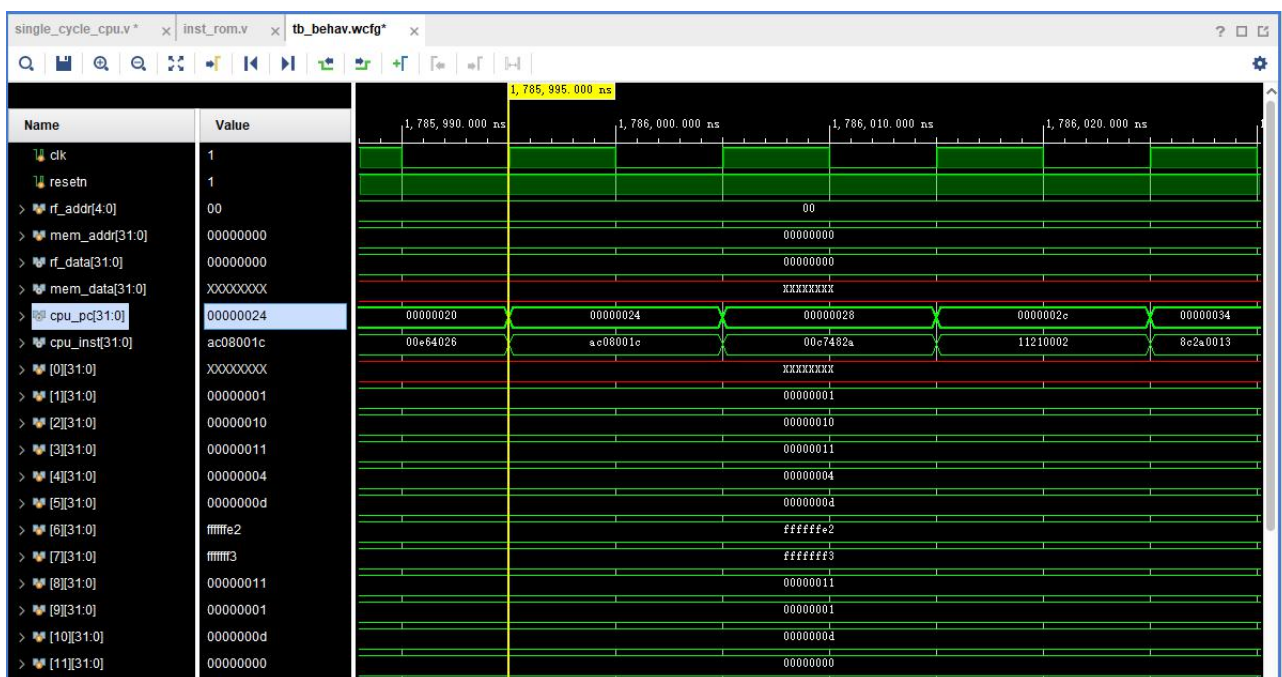 single_cycle_cpu.v* × inst_rom.v × tb_behav.wcfg* × ?
1,785,995.000 ns
Name Value 1,785,990.000 ns 1,786,000.000 ns 1,786,010.000 ns 1,786,020.000 ns
clk 1
resetn 1
rf_addr[4:0] 00 00
mem_addr[31:0] 00000000 00000000
rf_data[31:0] 00000000 00000000
mem_data[31:0] XXXXXXXX XXXXXXXX
cpu_pc[31:0] 00000024 00000020 00000024 00000028 0000002c 00000034
cpu_inst[31:0] ac08001c 00e64026 ac08001c 00c7482a 11210002 8c2a0013
[0][31:0] XXXXXXXX XXXXXXXX
[1][31:0] 00000001 00000001
[2][31:0] 00000010 00000010
[3][31:0] 00000011 00000011
[4][31:0] 00000004 00000004
[5][31:0] 0000000d 0000000d
[6][31:0] ffffffe2 ffffffe2
[7][31:0] fffffff3 fffffff3
[8][31:0] 00000011 00000011
[9][31:0] 00000001 00000001
[10][31:0] 0000000d 0000000d
[11][31:0] 00000000 00000000